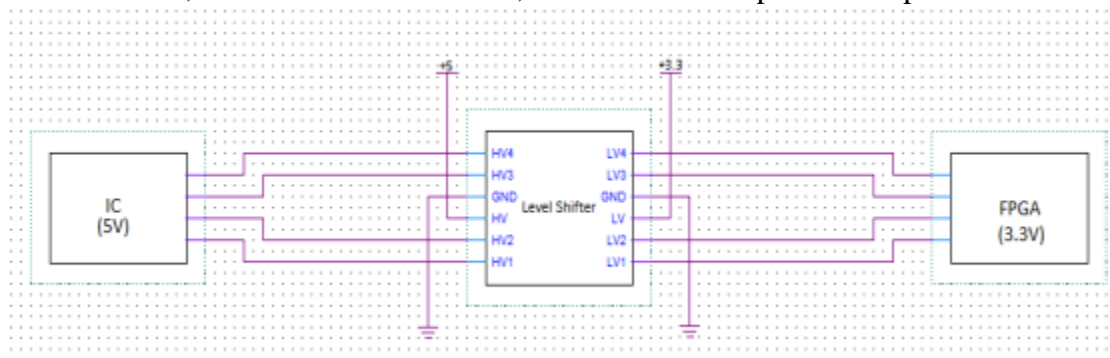 +5
+3.3
HV4
HV3
GND
HV
HV2
HV1
Level Shifter
LV4
LV3
GND
LV
LV2
LV1
IC
(5V)
FPGA
(3.3V)